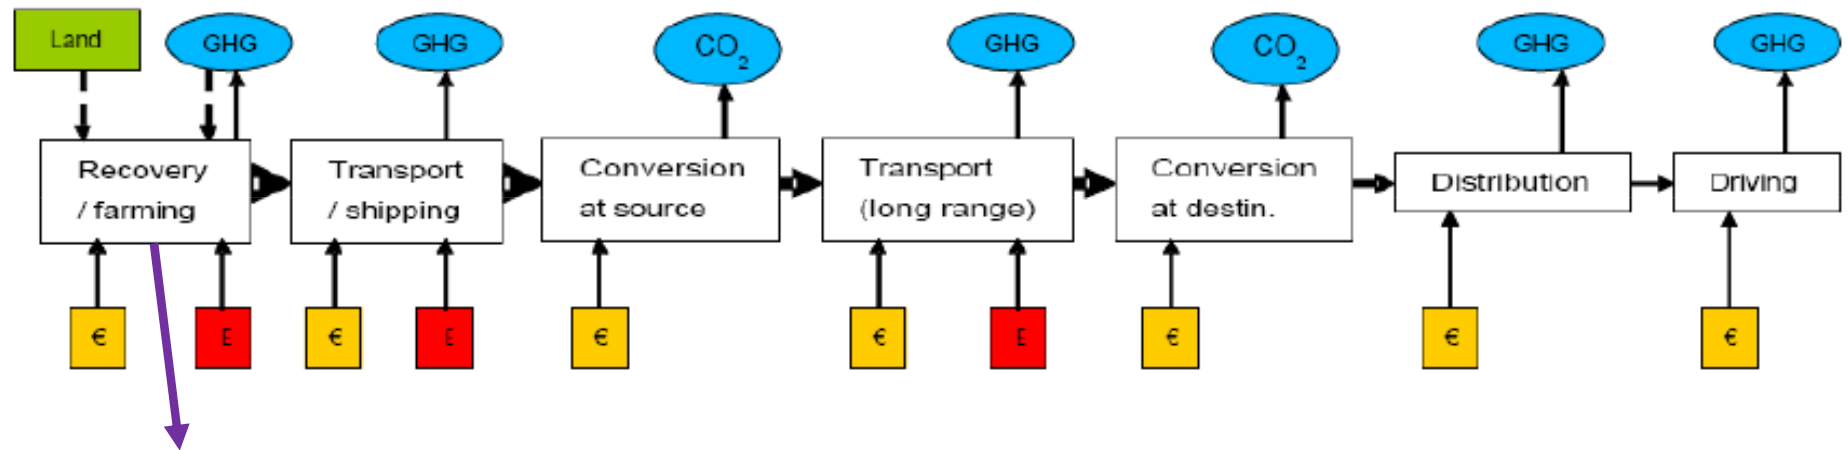 Land
GHG
GHG
CO2
GHG
CO2
GHG
GHG
Recovery
/ farming
Transport
/ shipping
Conversion
at source
Transport
(long range)
Conversion
at destin.
Distribution
Driving
€
E
€
E
€
€
E
€
€
€